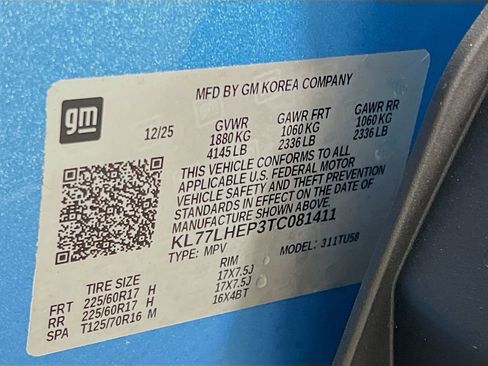 MFD BY GM KOREA COMPANY
gm
12/25 GVWR GAWR FRT GAWR RR
1880 KG 1060 KG 1060 KG
4145 LB 2336 LB 2336 LB
THIS VEHICLE CONFORMS TO ALL
APPLICABLE U.S. FEDERAL MOTOR
VEHICLE SAFETY AND THEFT PREVENTION
STANDARDS IN EFFECT ON THE DATE OF
MANUFACTURE SHOWN ABOVE.
KL77LHEP3TC081411
TYPE: MPV MODEL: 311TU58
TIRE SIZE RIM
FRT 225/60R17 H 17X7.5J
RR 225/60R17 H 17X7.5J
SPA T125/70R16 M 16X4BT